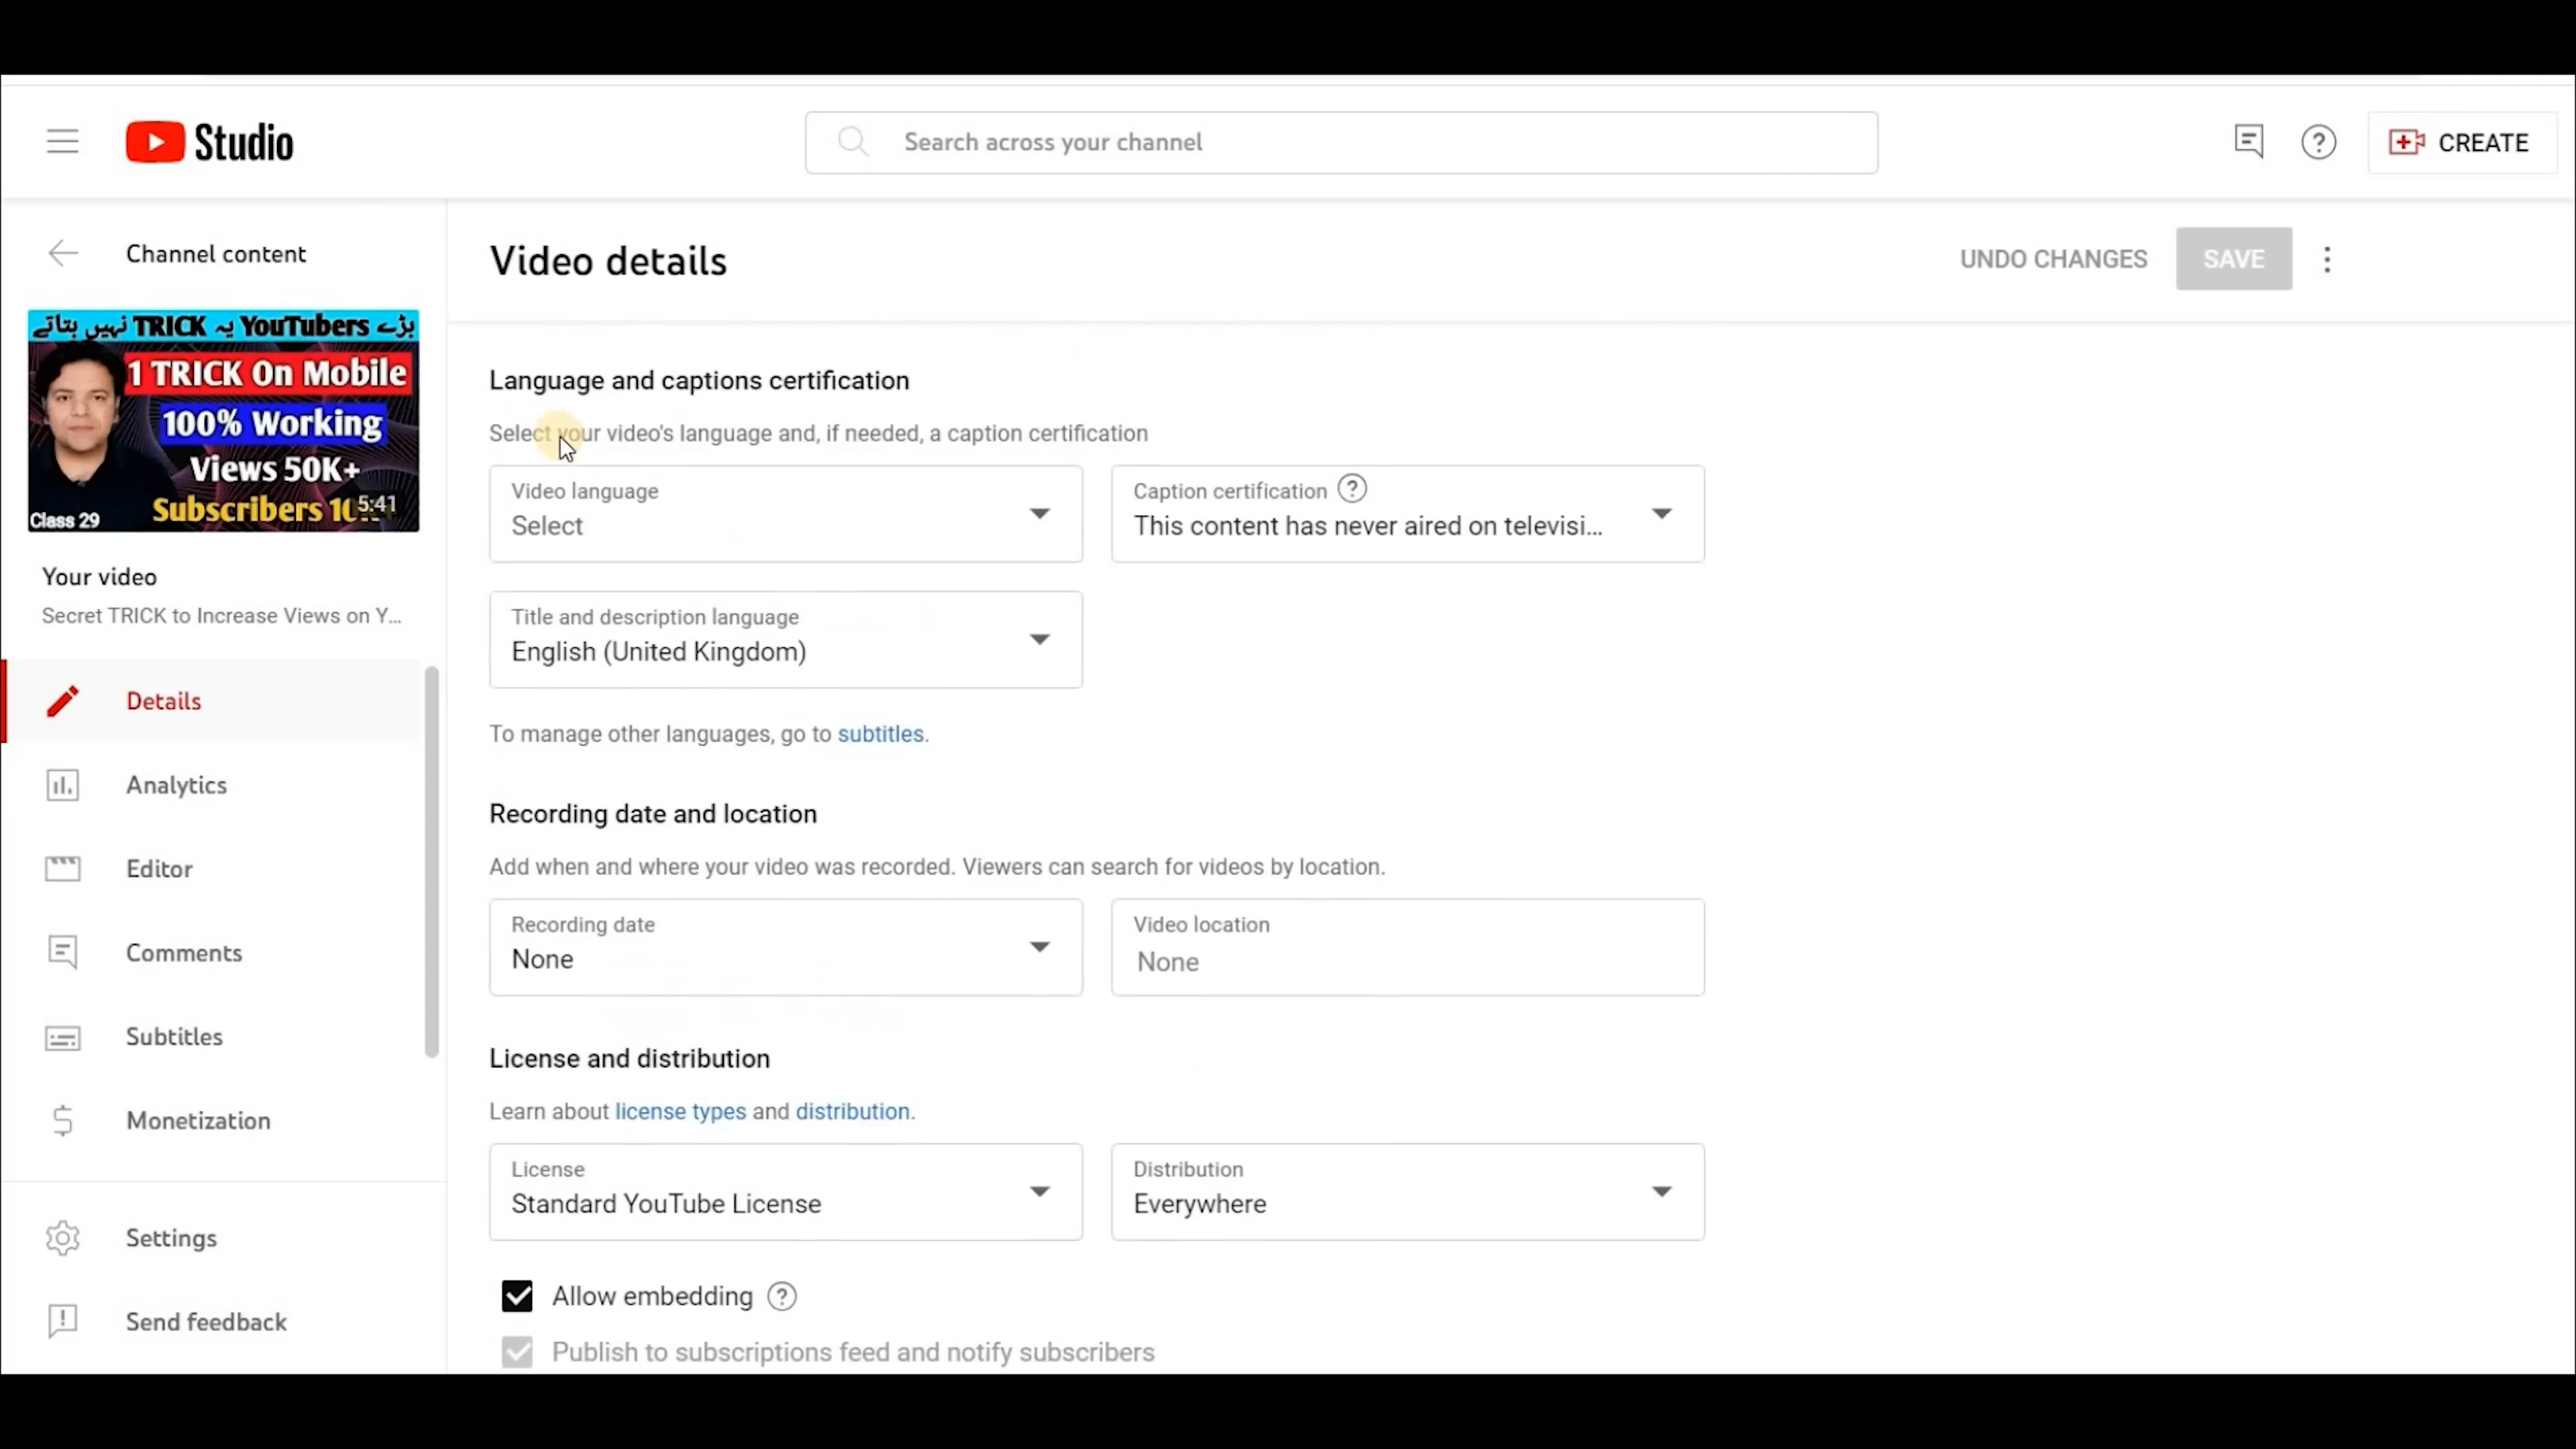 Studio
Search across your channel
CREATE
Channel content
بڑے YouTubers یہ TRICK نہیں بتاتے
1 TRICK On Mobile
100% Working
Views 50K+
Subscribers
5:41
Class 29
Your video
Secret TRICK to Increase Views on Y...
Details
Analytics
Editor
Comments
Subtitles
Monetization
Settings
Send feedback
Video details
UNDO CHANGES
SAVE
Language and captions certification
Select your video's language and, if needed, a caption certification
Video language
Select
Caption certification ?
This content has never aired on televisi...
Title and description language
English (United Kingdom)
To manage other languages, go to subtitles.
Recording date and location
Add when and where your video was recorded. Viewers can search for videos by location.
Recording date
None
Video location
None
License and distribution
Learn about license types and distribution.
License
Standard YouTube License
Distribution
Everywhere
Allow embedding ?
Publish to subscriptions feed and notify subscribers